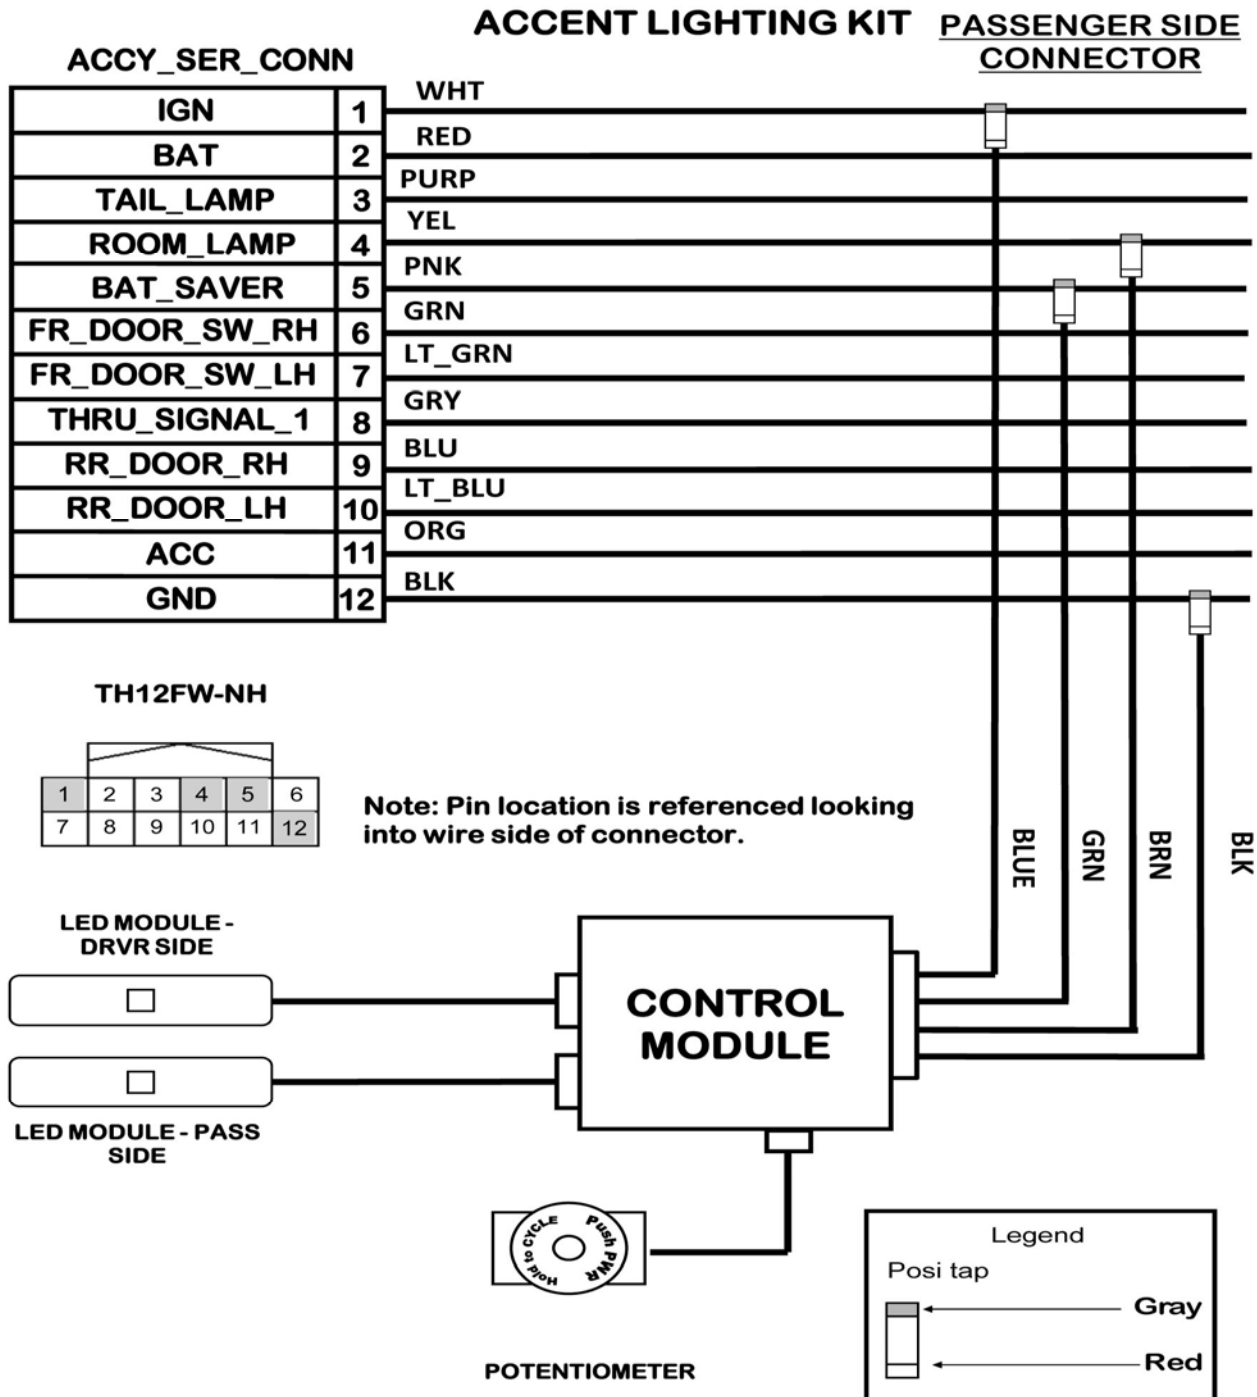 ACCENT LIGHTING KIT
PASSENGER SIDE
CONNECTOR
ACCY_SER_CONN
IGN 1 WHT
BAT 2 RED
TAIL_LAMP 3 PURP
ROOM_LAMP 4 YEL
BAT_SAVER 5 PNK
FR_DOOR_SW_RH 6 GRN
FR_DOOR_SW_LH 7 LT_GRN
THRU_SIGNAL_1 8 GRY
RR_DOOR_RH 9 BLU
RR_DOOR_LH 10 LT_BLU
ACC 11 ORG
GND 12 BLK
TH12FW-NH
1 2 3 4 5 6
7 8 9 10 11 12
Note: Pin location is referenced looking
into wire side of connector.
BLUE
GRN
BRN
BLK
LED MODULE -
DRVR SIDE
CONTROL
MODULE
LED MODULE - PASS
SIDE
Hold to CYCLE
Push PWR
POTENTIOMETER
Legend
Posi tap
Gray
Red